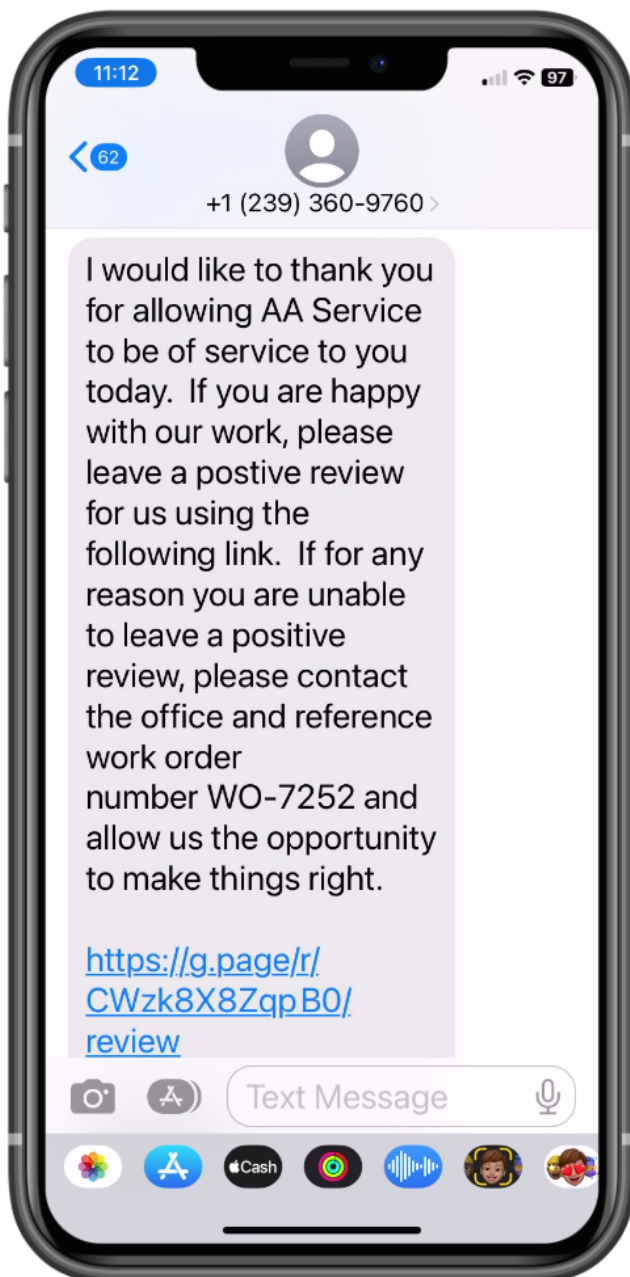 11:12
97
62
+1 (239) 360-9760
I would like to thank you
for allowing AA Service
to be of service to you
today.  If you are happy
with our work, please
leave a postive review
for us using the
following link.  If for any
reason you are unable
to leave a positive
review, please contact
the office and reference
work order
number WO-7252 and
allow us the opportunity
to make things right.
https://g.page/r/
CWzk8X8ZqpB0/
review
Text Message
Cash